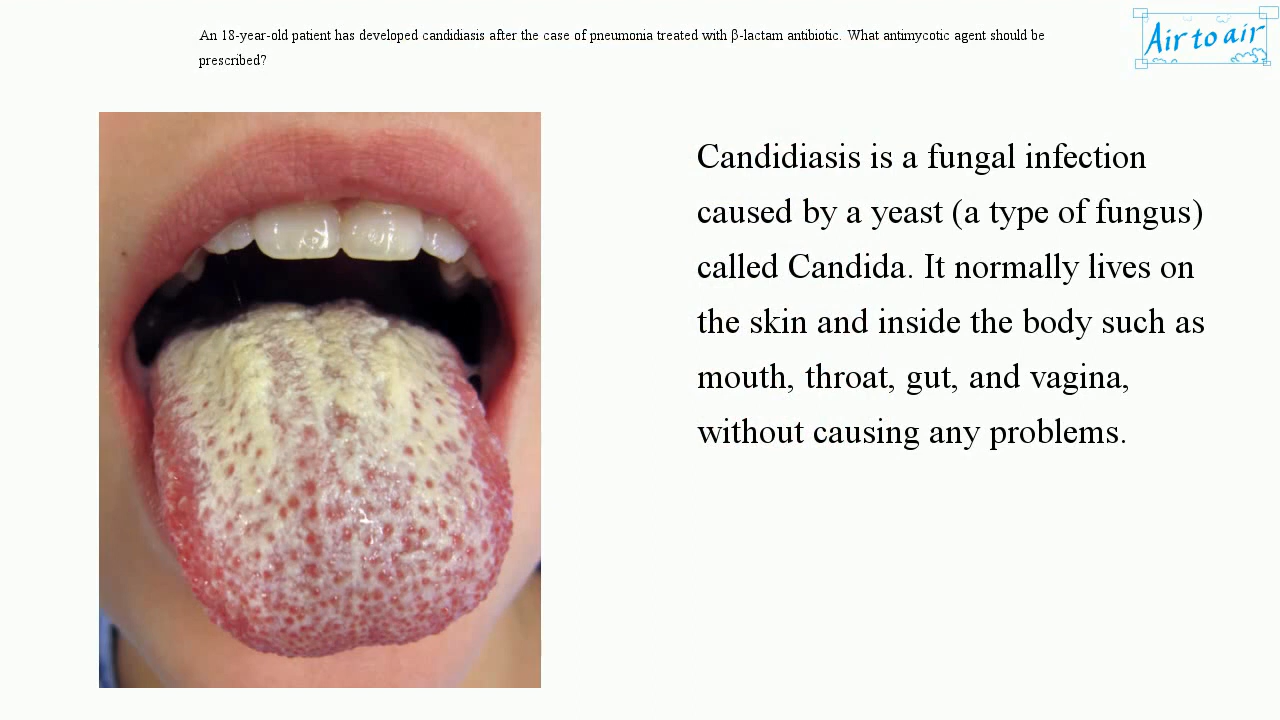 An 18-year-old patient has developed candidiasis after the case of pneumonia treated with β-lactam antibiotic. What antimycotic agent should be
prescribed?
Air to air
Candidiasis is a fungal infection
caused by a yeast (a type of fungus)
called Candida. It normally lives on
the skin and inside the body such as
mouth, throat, gut, and vagina,
without causing any problems.